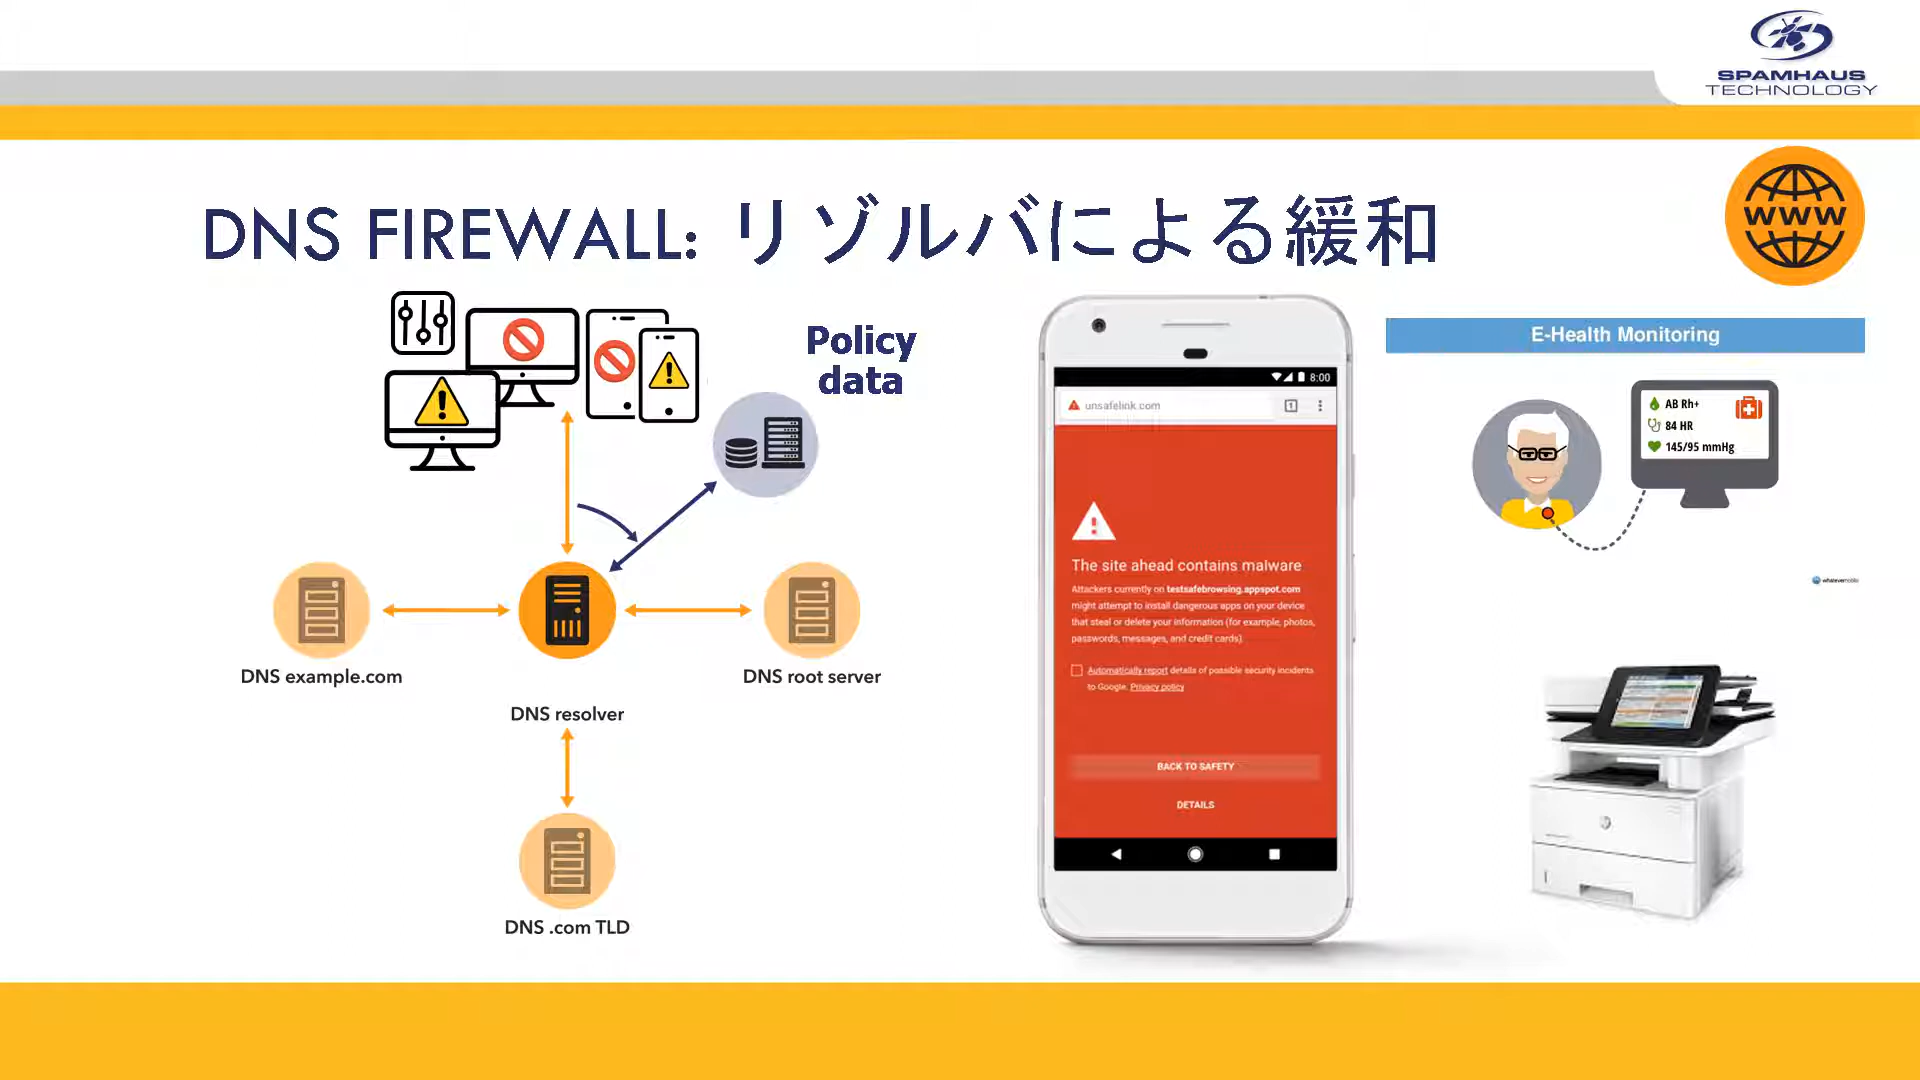 SPAMHAUS
TECHNOLOGY
WWW
DNS FIREWALL: リゾルバによる緩和
Policy
data
DNS example.com
DNS root server
DNS resolver
DNS .com TLD
8:00
unsafelink.com
1
The site ahead contains malware
Attackers currently on testsafebrowsing.appspot.com
might attempt to install dangerous apps on your device
that steal or delete your information (for example, photos,
passwords, messages, and credit cards).
Automatically report details of possible security incidents
to Google. Privacy policy
BACK TO SAFETY
DETAILS
E-Health Monitoring
AB Rh+
84 HR
145/95 mmHg
whatevermobile